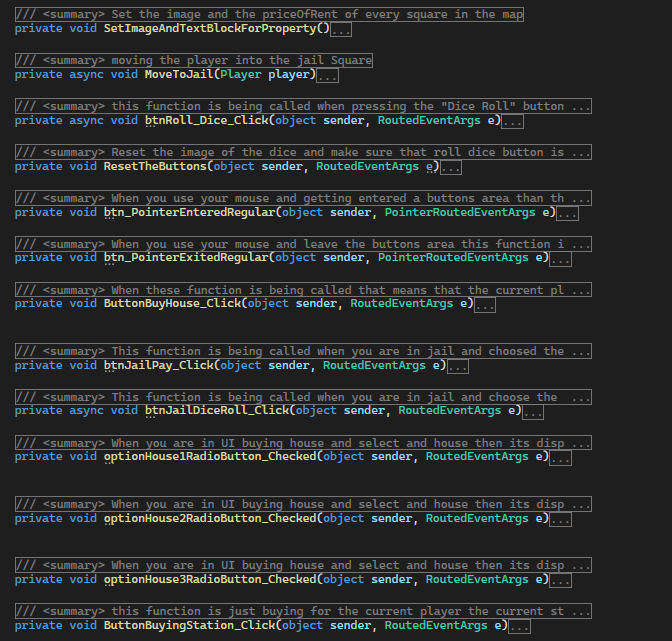 /// <summary> Set the image and the priceOfRent of every square in the map
private void SetImageAndTextBlockForProperty()...
/// <summary> moving the player into the jail Square
private async void MoveToJail(Player player)...
/// <summary> this function is being called when pressing the "Dice Roll" button ...
private async void btnRoll_Dice_Click(object sender, RoutedEventArgs e)...
/// <summary> Reset the image of the dice and make sure that roll dice button is ...
private void ResetTheButtons(object sender, RoutedEventArgs e)...
/// <summary> When you use your mouse and getting entered a buttons area than th ...
private void btn_PointerEnteredRegular(object sender, PointerRoutedEventArgs e)...
/// <summary> When you use your mouse and leave the buttons area this function i ...
private void btn_PointerExitedRegular(object sender, PointerRoutedEventArgs e)...
/// <summary> When these function is being called that means that the current pl ...
private void ButtonBuyHouse_Click(object sender, RoutedEventArgs e)...
/// <summary> This function is being called when you are in jail and choosed the ...
private void btnJailPay_Click(object sender, RoutedEventArgs e)...
/// <summary> This function is being called when you are in jail and choose the ...
private async void btnJailDiceRoll_Click(object sender, RoutedEventArgs e)...
/// <summary> When you are in UI buying house and select and house then its disp ...
private void optionHouse1RadioButton_Checked(object sender, RoutedEventArgs e)...
/// <summary> When you are in UI buying house and select and house then its disp ...
private void optionHouse2RadioButton_Checked(object sender, RoutedEventArgs e)...
/// <summary> When you are in UI buying house and select and house then its disp ...
private void optionHouse3RadioButton_Checked(object sender, RoutedEventArgs e)...
/// <summary> this function is just buying for the current player the current st ...
private void ButtonBuyingStation_Click(object sender, RoutedEventArgs e)...